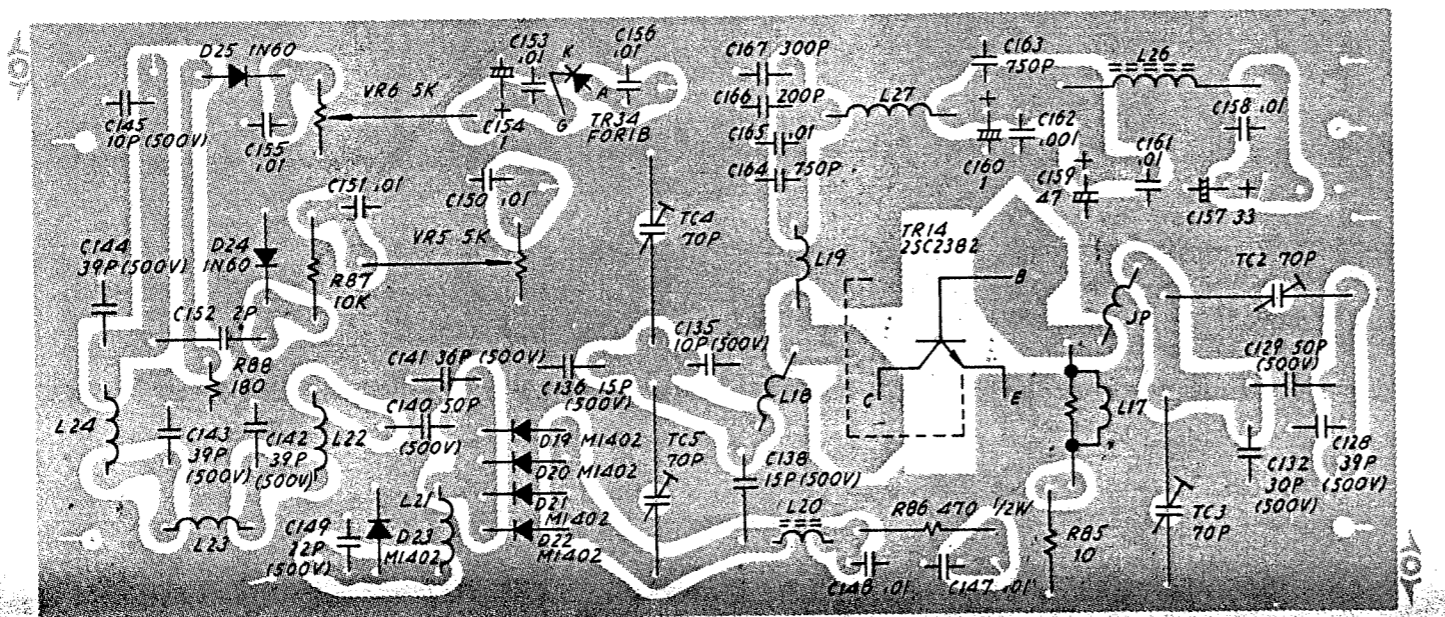 D25 1N60
C145
10P(500V)
C155
.01
VR6 5K
C153
.01
C154
1
K
G
A
C156
.01
TR34
FOR1B
C167 300P
C166 200P
C165 .01
C164 750P
L27
C163
750P
L26
C162
.001
C160
1
C161
.01
C159
47
C158 .01
C157 33
C151 .01
C150 .01
C144
39P(500V)
D24
1N60
VR5 5K
R87
10K
TC4
70P
L19
TR14
2SC2382
B
C
E
JP
TC2 70P
C152 2P
R88
180
C141 36P(500V)
C136 15P
(500V)
C135
10P(500V)
L18
C129 50P
(500V)
L17
L24
C143
39P
(500V)
C142
39P
(500V)
L22
C140 50P
(500V)
D19 M1402
D20 M1402
D21
M1402
D22
M1402
TC5
70P
C138
15P(500V)
C132
30P
(500V)
C128
39P
(500V)
L23
C149
22P
(500V)
D23
M1402
L21
L20
R86 470 1/2W
C148 .01
C147 .01
R85
10
TC3
70P